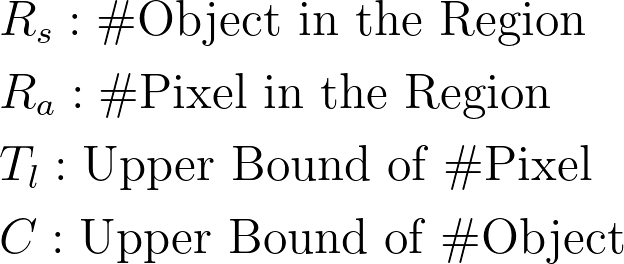 R_s : #Object in the Region
R_a : #Pixel in the Region
T_l : Upper Bound of #Pixel
C : Upper Bound of #Object